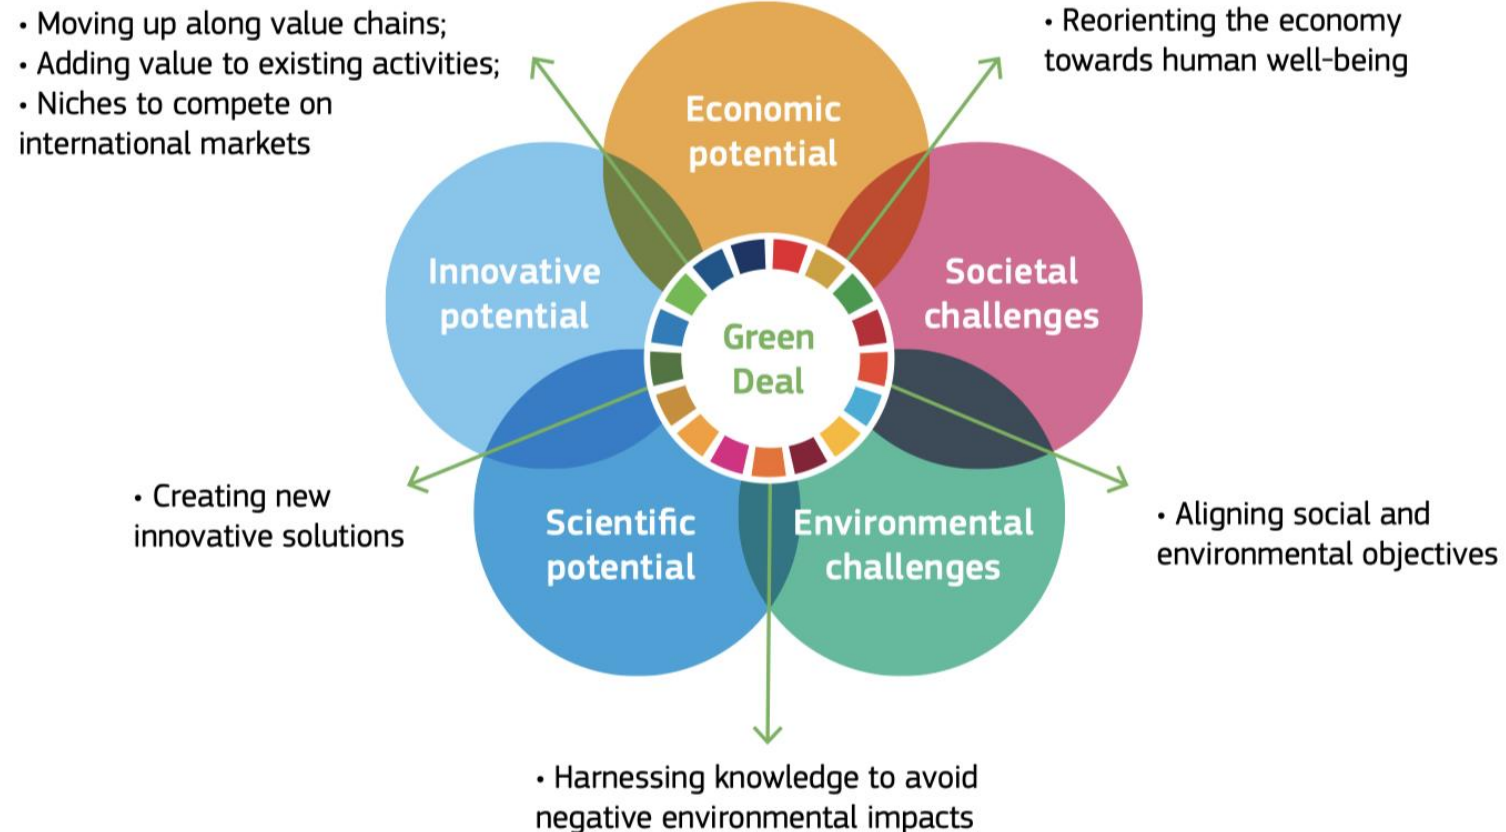 • Moving up along value chains;
• Adding value to existing activities;
• Niches to compete on
international markets
• Reorienting the economy
towards human well-being
Economic
potential
Innovative
potential
Societal
challenges
Green
Deal
• Creating new
innovative solutions
Scientific
potential
Environmental
challenges
• Aligning social and
environmental objectives
• Harnessing knowledge to avoid
negative environmental impacts